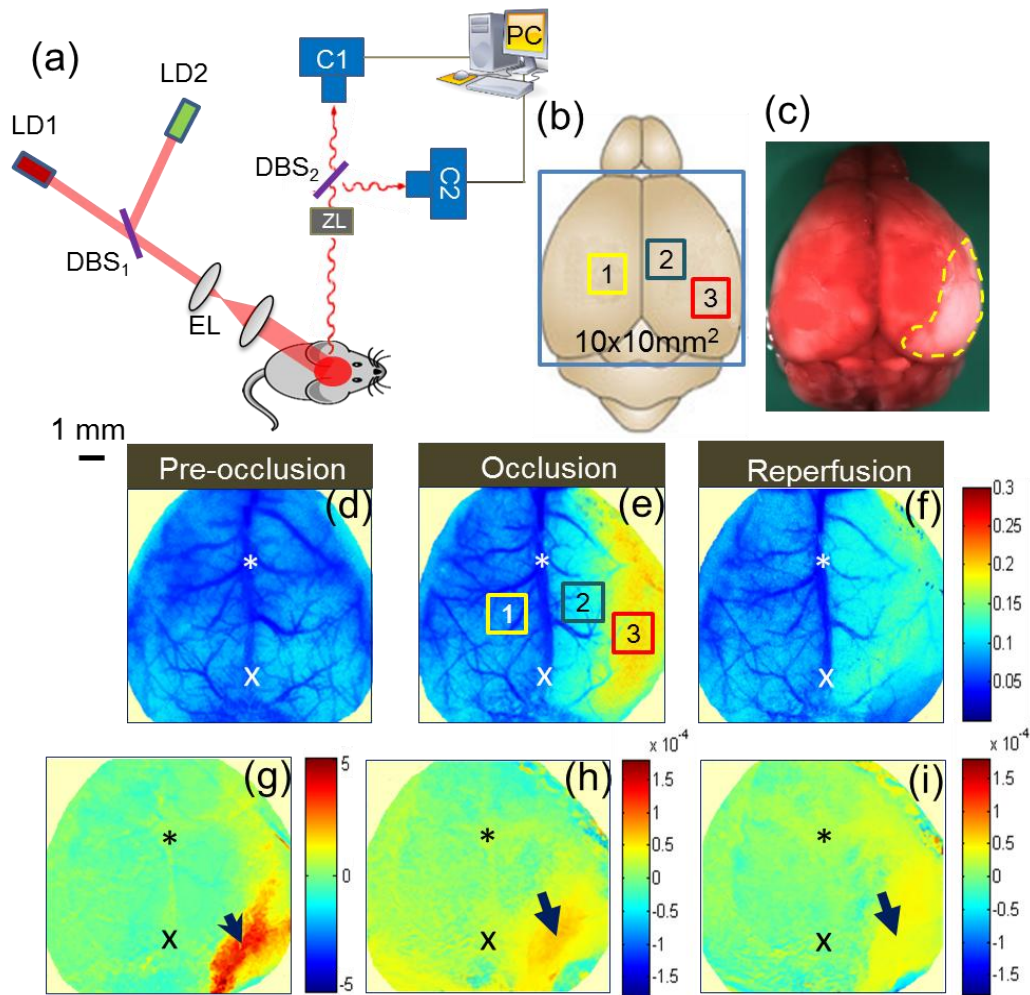 (a)
LD1
LD2
DBS₁
EL
DBS₂
ZL
C1
C2
PC
(b)
1
2
3
10x10mm²
(c)
1 mm
Pre-occlusion
Occlusion
Reperfusion
(d)
*
X
(e)
*
1
2
3
X
(f)
*
X
0.3
0.25
0.2
0.15
0.1
0.05
0.00
(g)
*
X
5
0
-5
(h)
*
X
x 10⁻⁴
1.5
1
0.5
0
-0.5
-1
-1.5
(i)
*
X
x 10⁻⁴
1.5
1
0.5
0
-0.5
-1
-1.5